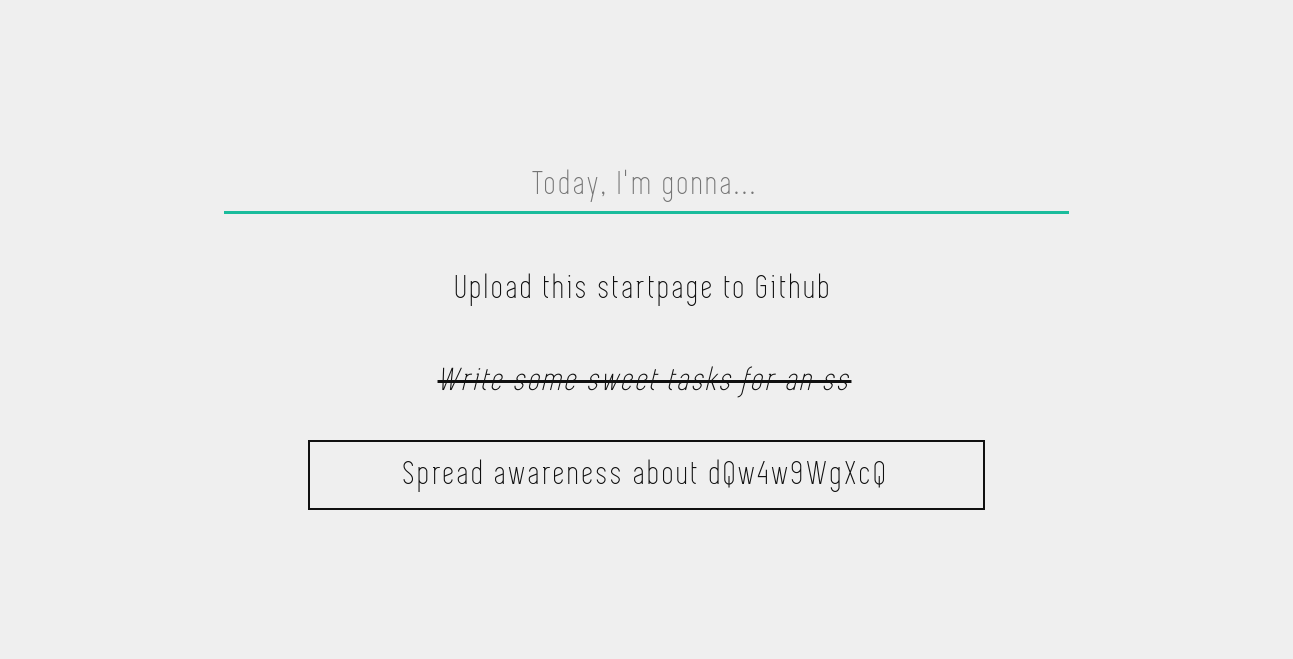 Today, I'm gonna...
Upload this startpage to Github
Write some sweet tasks for an ss
Spread awareness about dQw4w9WgXcQ